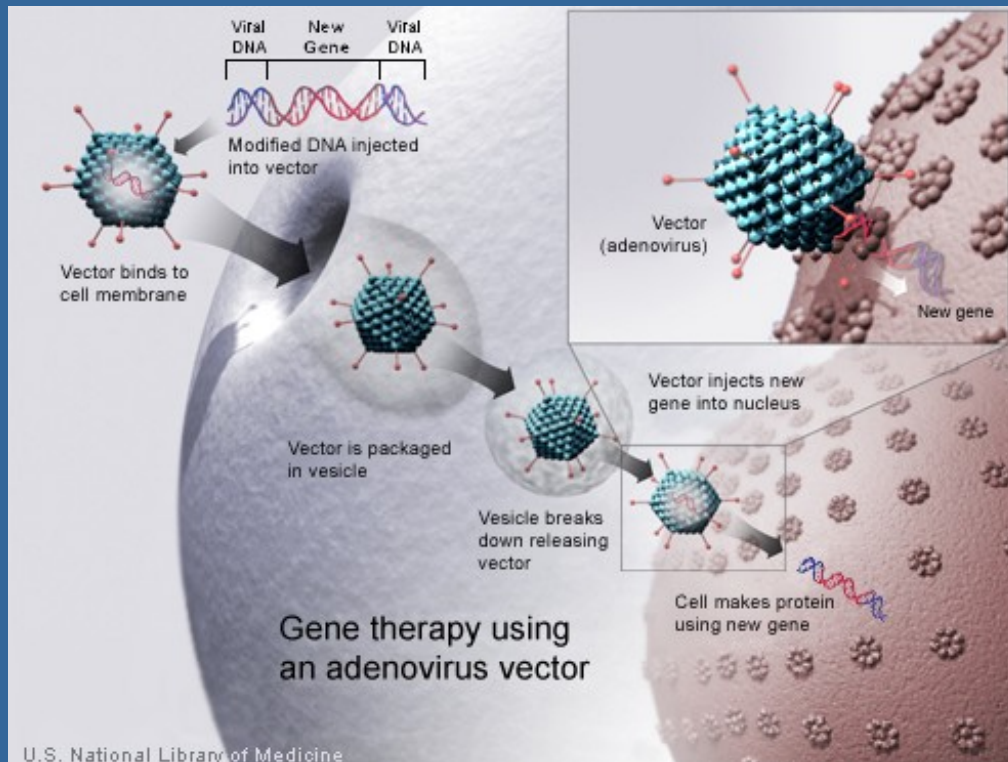 Viral DNA
New Gene
Viral DNA
Modified DNA injected
into vector
Vector binds to
cell membrane
Vector is packaged
in vesicle
Vesicle breaks
down releasing
vector
Vector
(adenovirus)
New gene
Vector injects new
gene into nucleus
Cell makes protein
using new gene
Gene therapy using
an adenovirus vector
U.S. National Library of Medicine